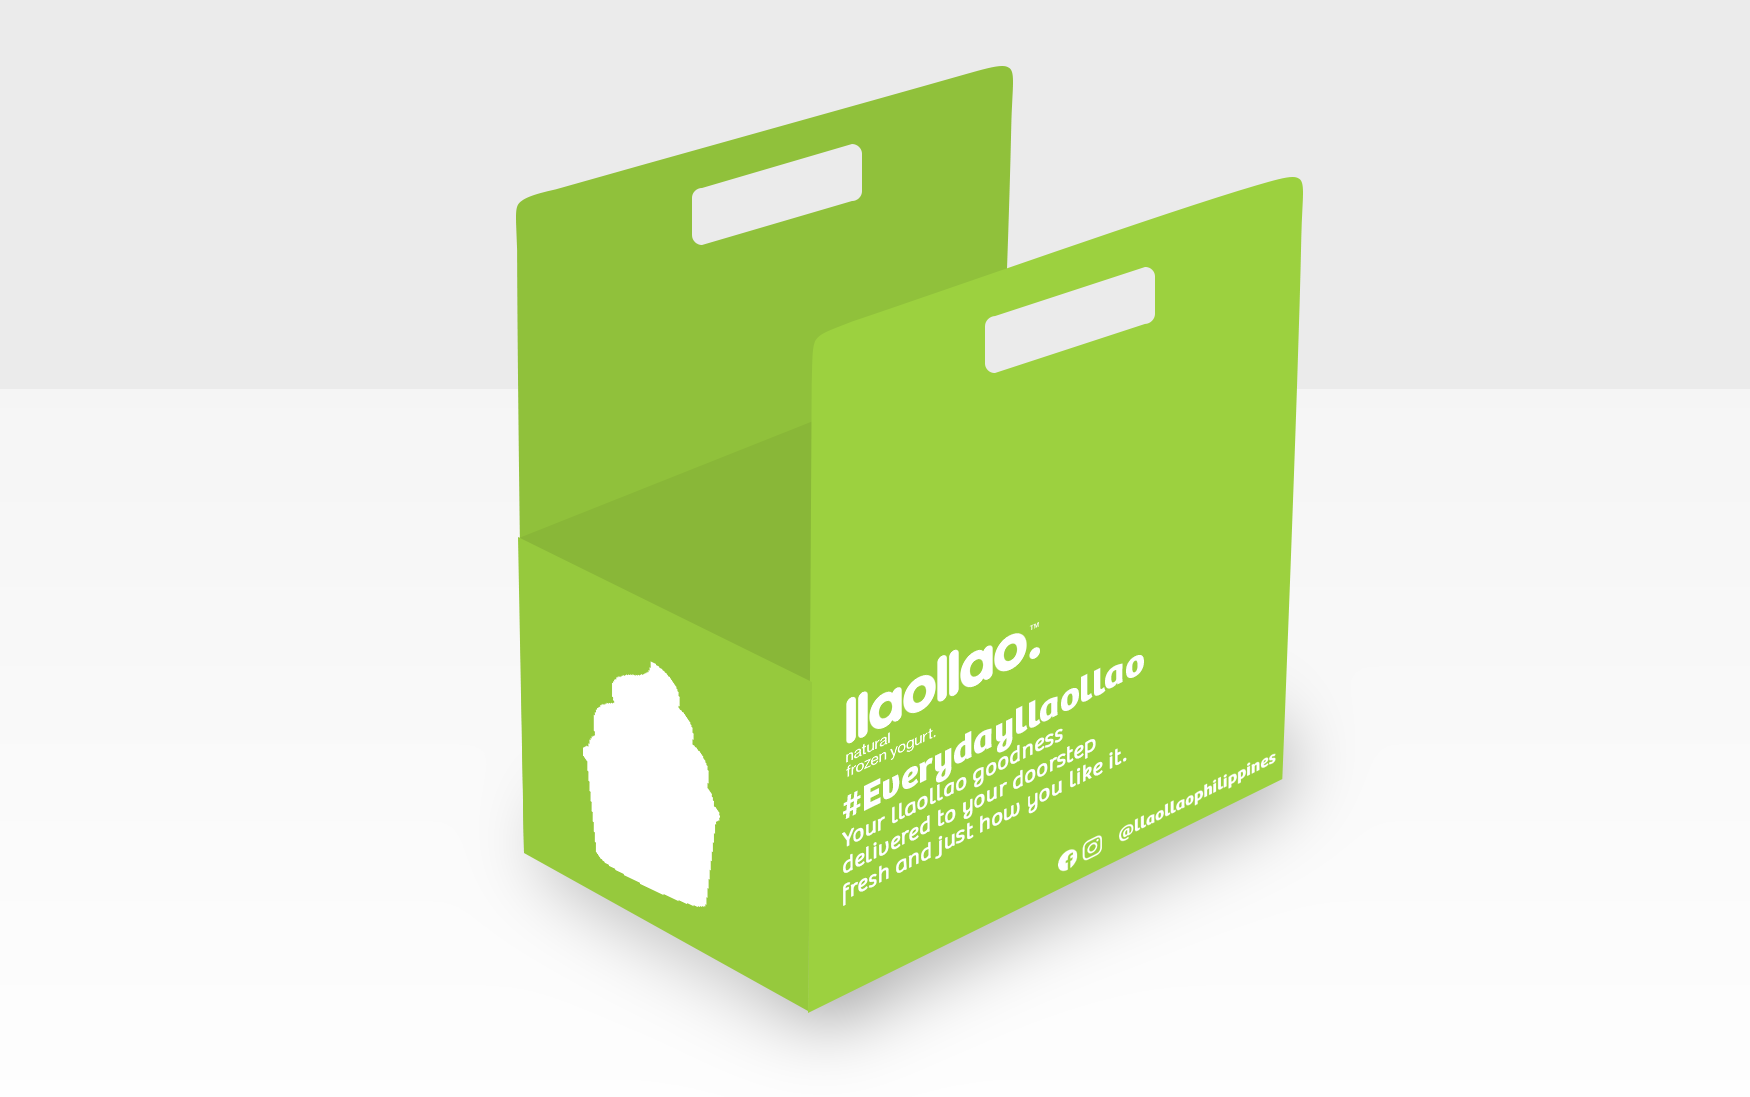 llaollao.™
natural
frozen yogurt.
#Everydayllaollao
Your llaollao goodness
delivered to your doorstep
fresh and just how you like it.
@llaollaophilippines